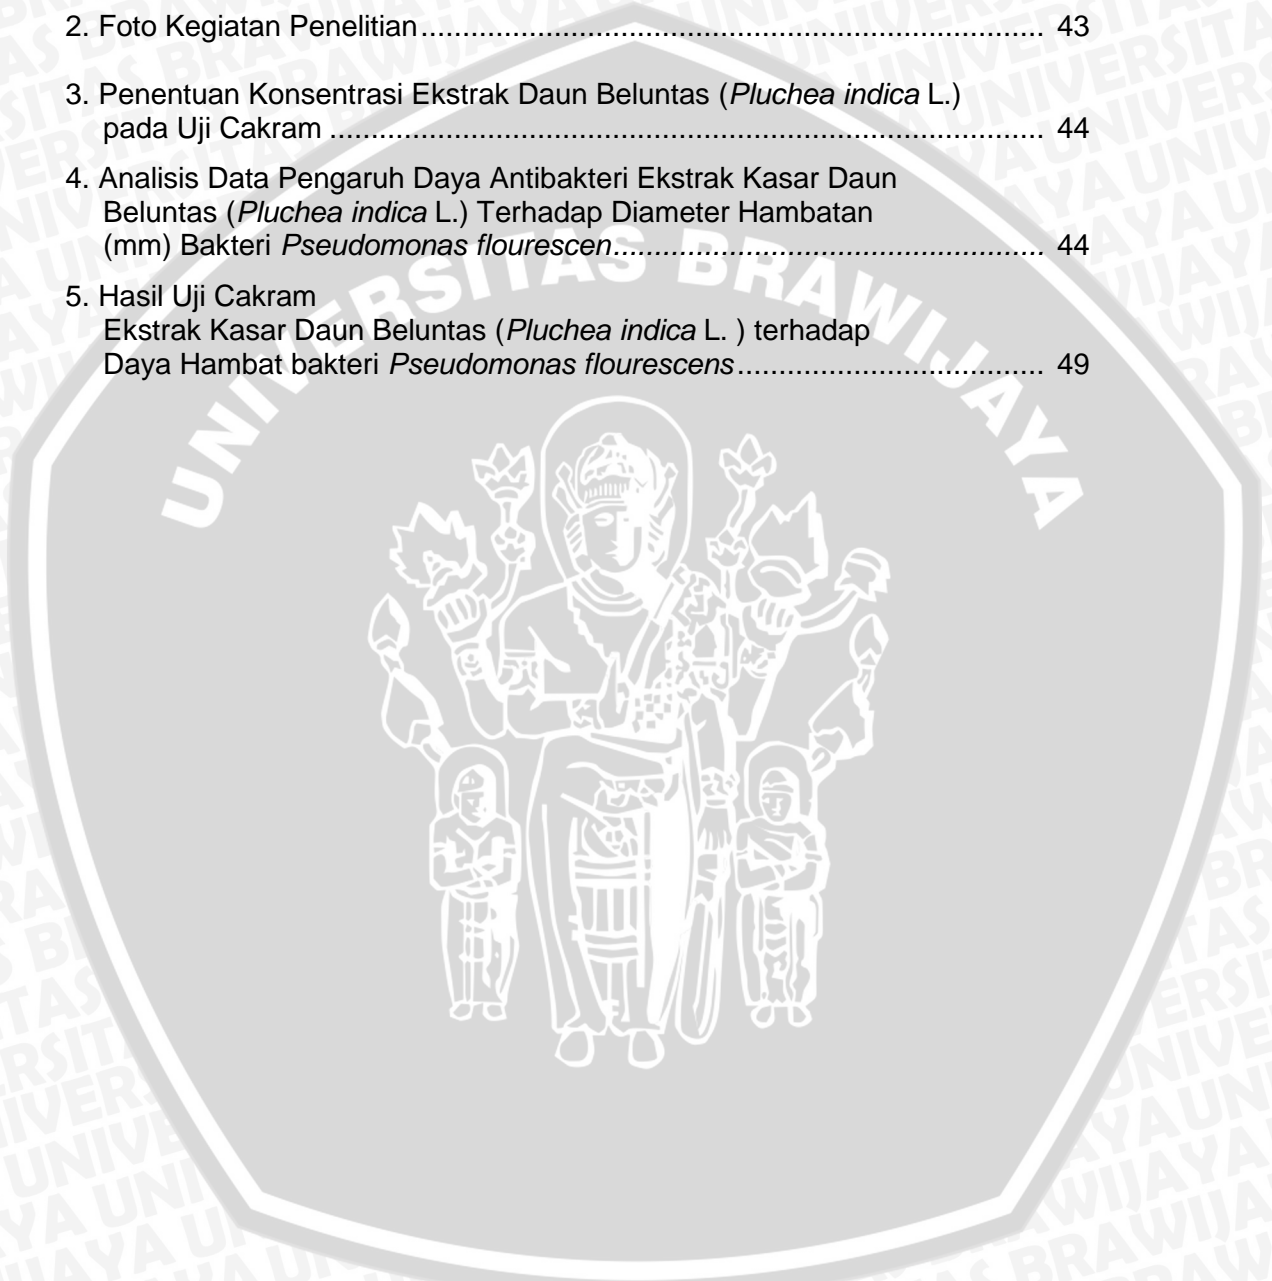 2. Foto Kegiatan Penelitian........................................................................... 43
3. Penentuan Konsentrasi Ekstrak Daun Beluntas (Pluchea indica L.)
pada Uji Cakram ...................................................................................... 44
4. Analisis Data Pengaruh Daya Antibakteri Ekstrak Kasar Daun
Beluntas (Pluchea indica L.) Terhadap Diameter Hambatan
(mm) Bakteri Pseudomonas flourescen.................................................... 44
5. Hasil Uji Cakram
Ekstrak Kasar Daun Beluntas (Pluchea indica L. ) terhadap
Daya Hambat bakteri Pseudomonas flourescens..................................... 49
UNIVERSITAS BRAWIJAYA